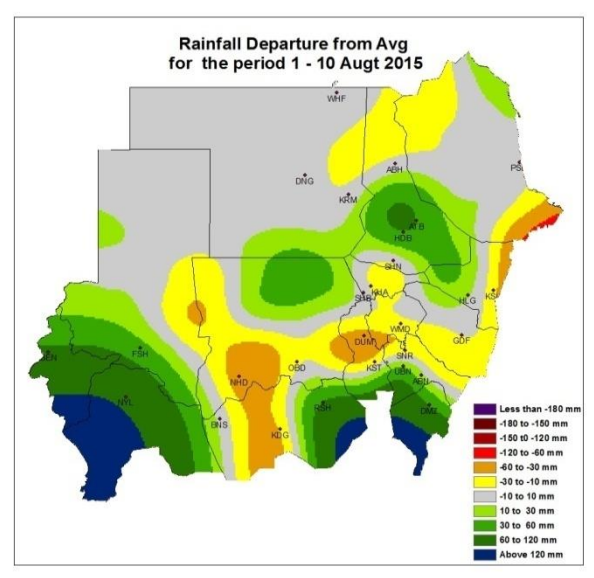 Rainfall Departure from Avg
for the period 1 - 10 Augt 2015
WHF
PS
ABH
DNG
KRM
ATB
HDB
SHN
KHA
SHB
HLG
KSL
WMD
GDF
DUM
SNR
FSH
OBD
KST
UBN
ABN
NHD
NYL
RSH
DMZ
BNS
KDG
Less than -180 mm
-180 to -150 mm
-150 t0 -120 mm
-120 to -60 mm
-60 to -30 mm
-30 to -10 mm
-10 to 10 mm
10 to 30 mm
30 to 60 mm
60 to 120 mm
Above 120 mm